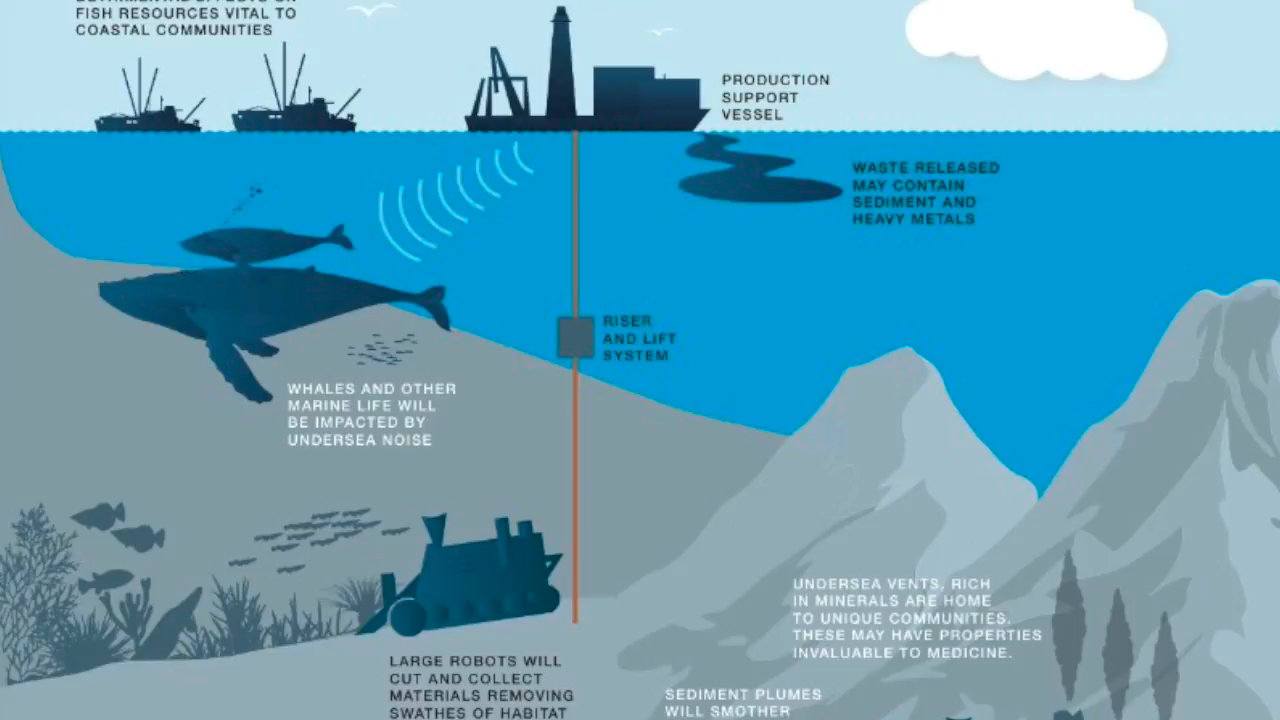 FISH RESOURCES VITAL TO
COASTAL COMMUNITIES
PRODUCTION
SUPPORT
VESSEL
WASTE RELEASED
MAY CONTAIN
SEDIMENT AND
HEAVY METALS
RISER
AND LIFT
SYSTEM
WHALES AND OTHER
MARINE LIFE WILL
BE IMPACTED BY
UNDERSEA NOISE
UNDERSEA VENTS, RICH
IN MINERALS ARE HOME
TO UNIQUE COMMUNITIES.
THESE MAY HAVE PROPERTIES
INVALUABLE TO MEDICINE.
LARGE ROBOTS WILL
CUT AND COLLECT
MATERIALS REMOVING
SWATHES OF HABITAT
SEDIMENT PLUMES
WILL SMOTHER